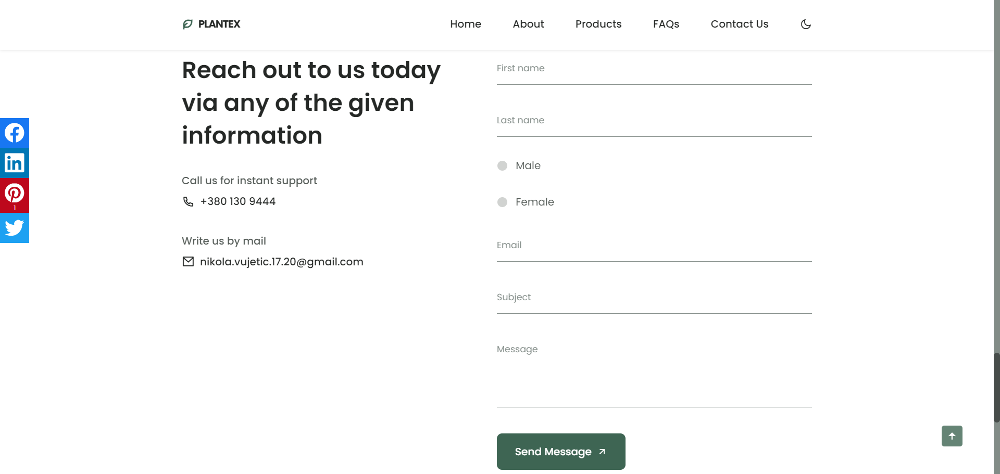 PLANTEX
Home
About
Products
FAQs
Contact Us
Reach out to us today
via any of the given
information
Call us for instant support
+380 130 9444
Write us by mail
nikola.vujetic.17.20@gmail.com
1
First name
Last name
Male
Female
Email
Subject
Message
Send Message